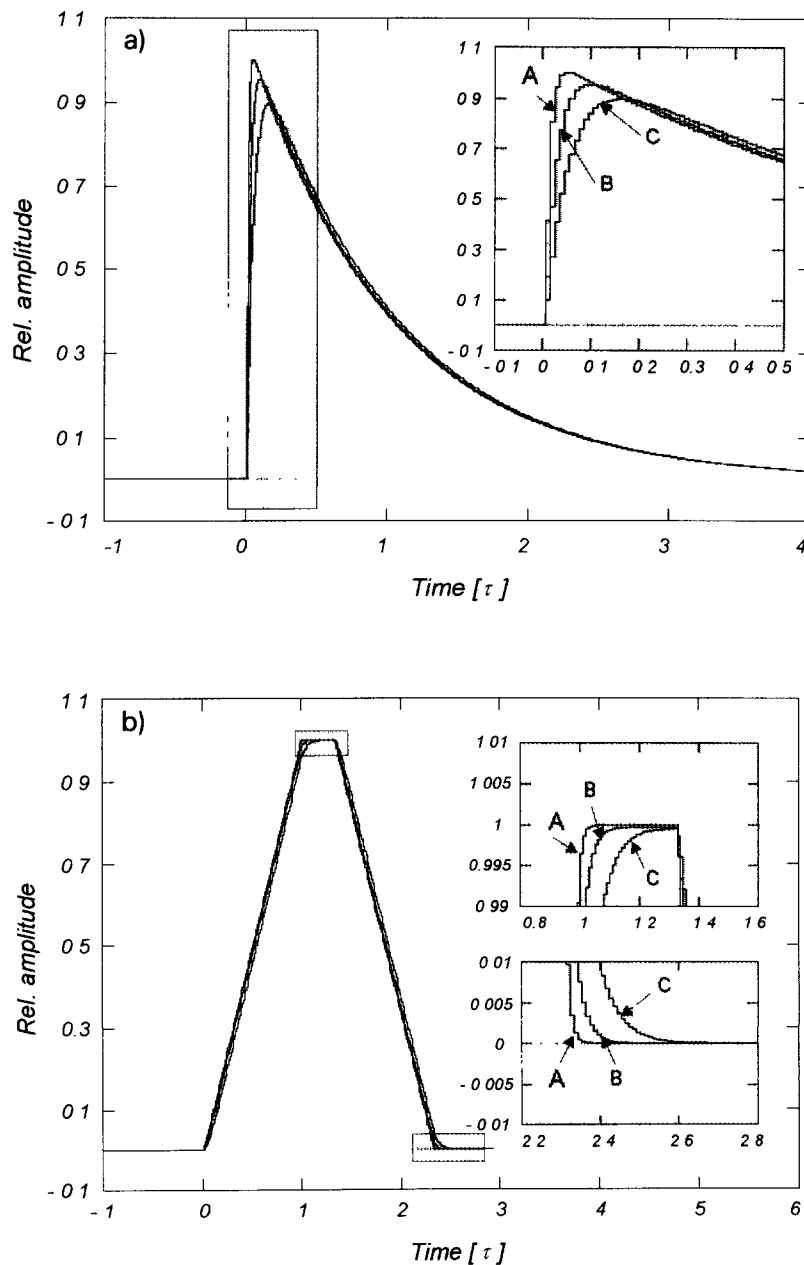 a)
1 1
0 9
0 7
0 5
0 3
0 1
- 0 1
Rel. amplitude
-1
0
1
2
3
4
Time [ τ ]
1 1
0 9
0 7
0 5
0 3
0 1
- 0 1
- 0 1
0
0 1
0 2
0.3
0 4
0 5
A
B
C
b)
1 1
0 9
0 7
0 5
0.3
0 1
-0 1
Rel. amplitude
- 1
0
1
2
3
4
5
6
Time [ τ ]
1 01
1 005
1
0.995
0.99
0 8
1
1 2
1 4
1 6
A
B
C
0 01
0 005
0
- 0 005
- 0 01
2 2
2 4
2 6
2 8
A
B
C